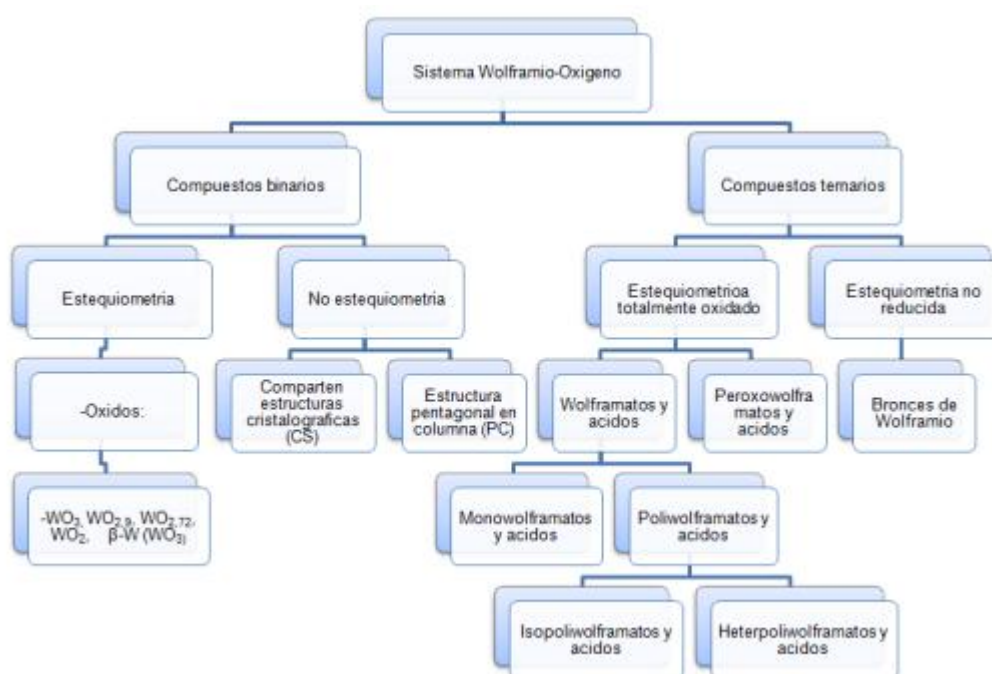 Sistema Wolframio-Oxigeno
Compuestos binarios
Compuestos ternarios
Estequiometria
No estequiometria
Estequiometrioa
totalmente oxidado
Estequiometria no
reducida
-Oxidos:
Comparten
estructuras
cristalograficas
(CS)
Estructura
pentagonal en
columna (PC)
Wolframatos y
acidos
Peroxowolfra
matos y
acidos
Bronces de
Wolframio
-WO₃, WO₂.₉, WO₂.₇₂,
WO₂, β-W (WO₃)
Monowolframatos
y acidos
Poliwolframatos y
acidos
Isopoliwolframatos y
acidos
Heterpoliwolframatos y
acidos